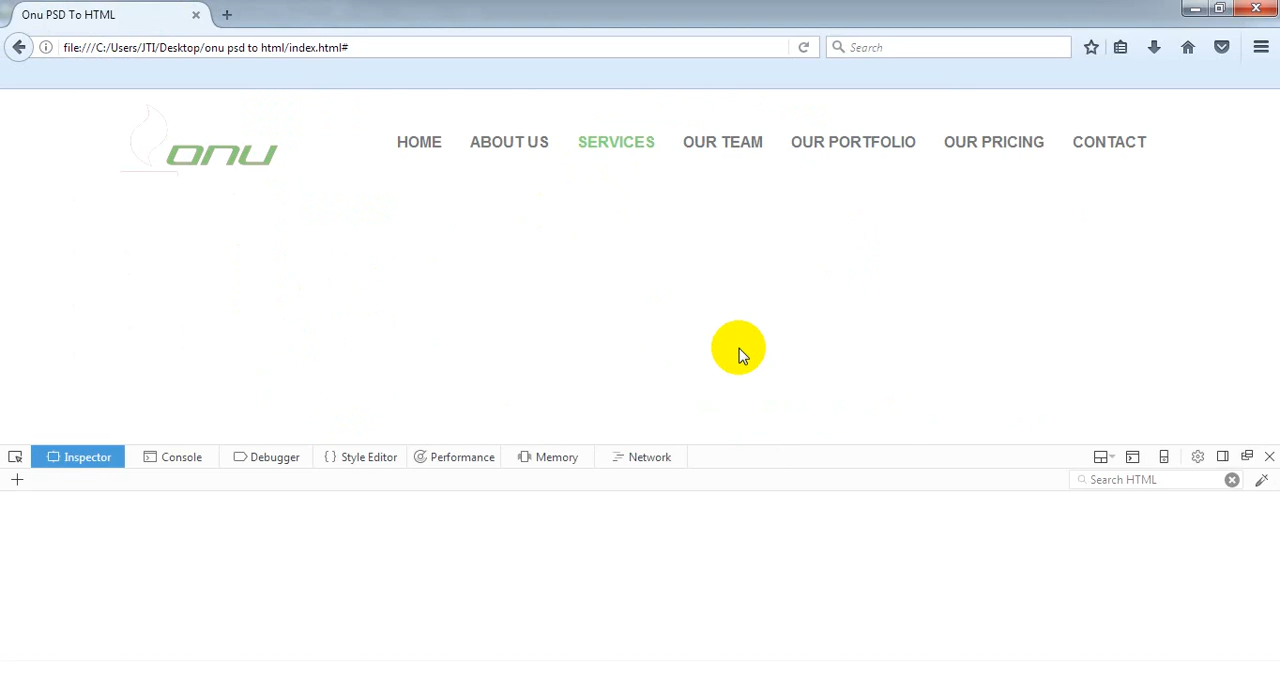 Onu PSD To HTML
file:///C:/Users/JTI/Desktop/onu psd to html/index.html#
Search
onu
HOME ABOUT US SERVICES OUR TEAM OUR PORTFOLIO OUR PRICING CONTACT
Inspector Console Debugger Style Editor Performance Memory Network
Search HTML